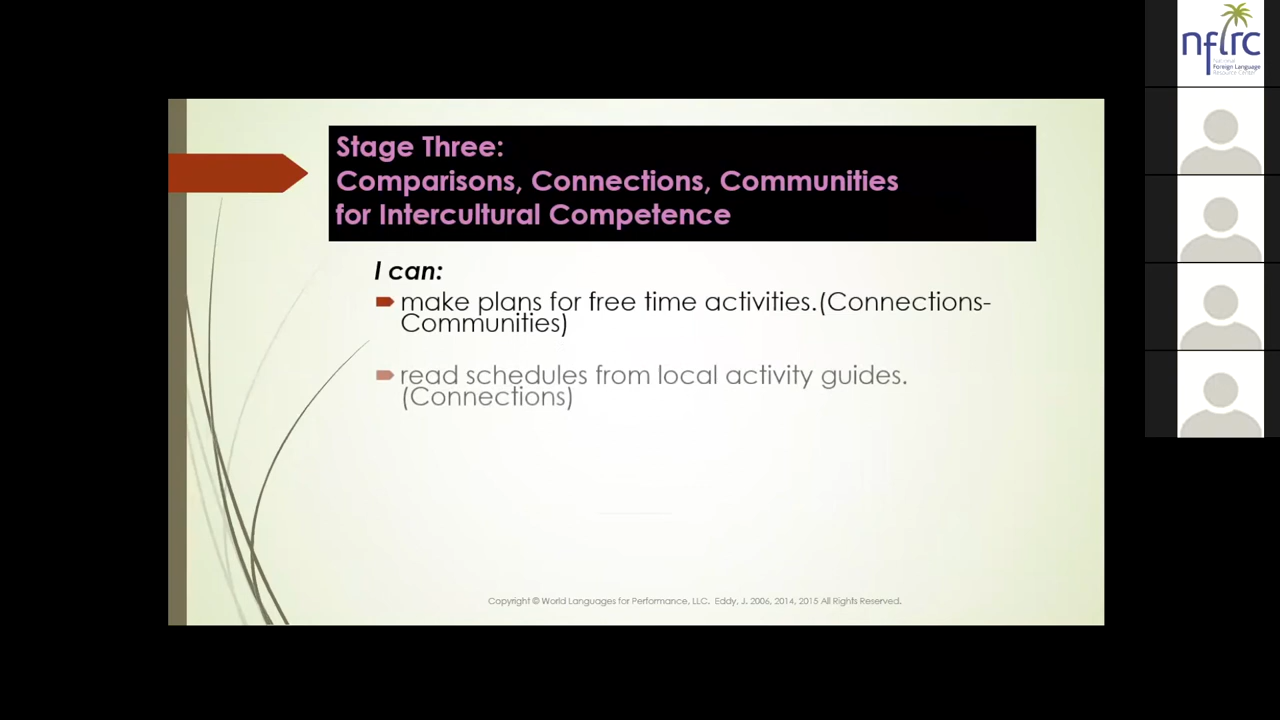 Stage Three:
Comparisons, Connections, Communities
for Intercultural Competence
I can:
make plans for free time activities.(Connections-
Communities)
read schedules from local activity guides.
(Connections)
Copyright © World Languages for Performance, LLC. Eddy, J. 2006, 2014, 2015 All Rights Reserved.
nflrc
National
Foreign Language
Resource Center